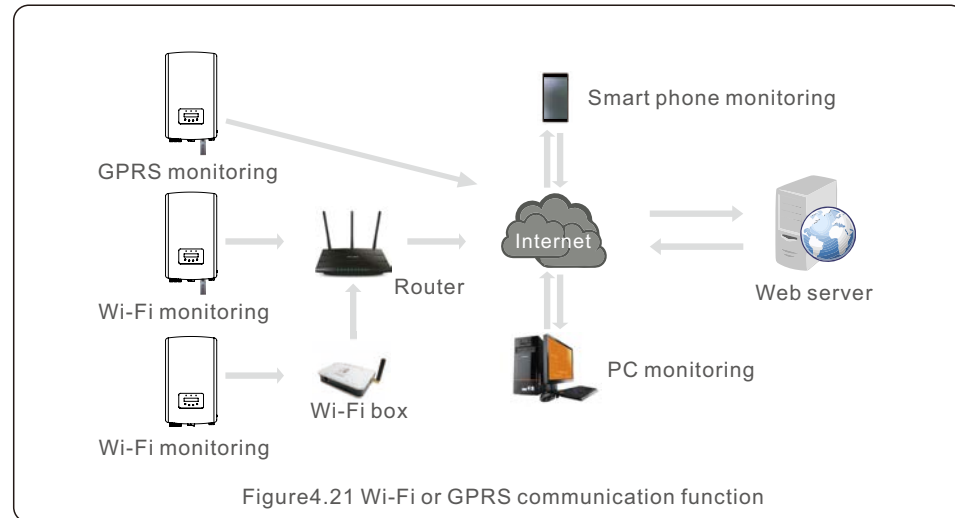 Smart phone monitoring
GPRS monitoring
Internet
Router
Web server
Wi-Fi monitoring
PC monitoring
Wi-Fi box
Wi-Fi monitoring
Figure4.21 Wi-Fi or GPRS communication function